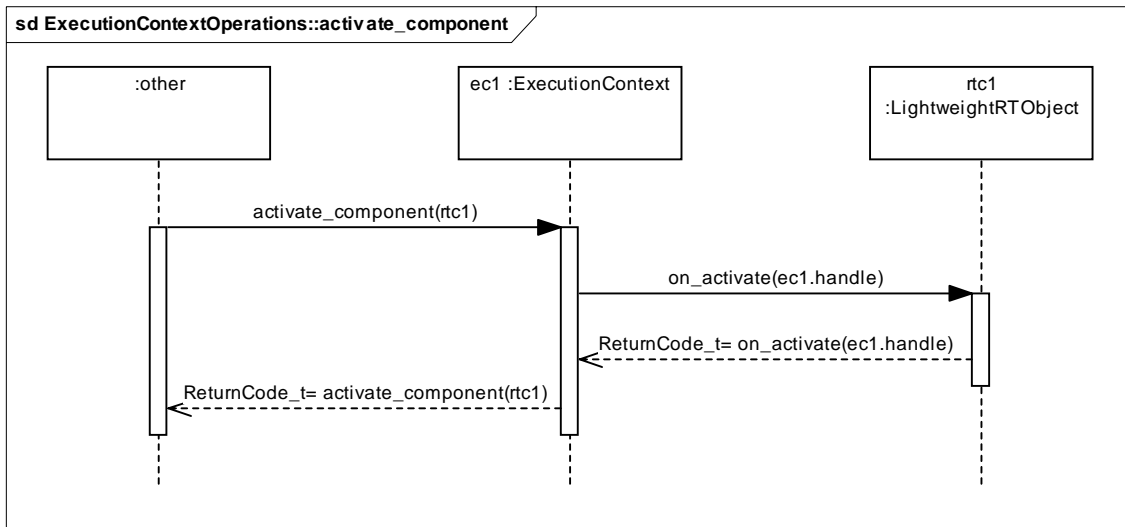 sd ExecutionContextOperations::activate_component
:other
ec1 :ExecutionContext
rtc1
:LightweightRTObject
activate_component(rtc1)
on_activate(ec1.handle)
ReturnCode_t= on_activate(ec1.handle)
ReturnCode_t= activate_component(rtc1)